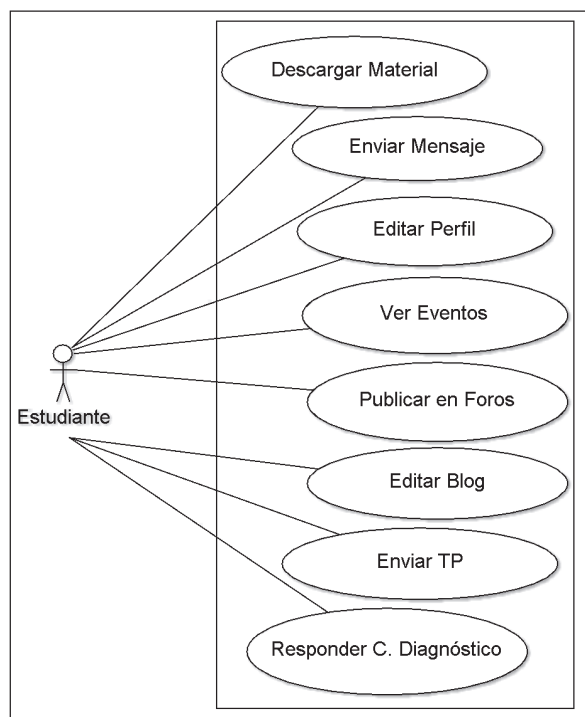 Descargar Material
Enviar Mensaje
Editar Perfil
Ver Eventos
Estudiante
Publicar en Foros
Editar Blog
Enviar TP
Responder C. Diagnóstico